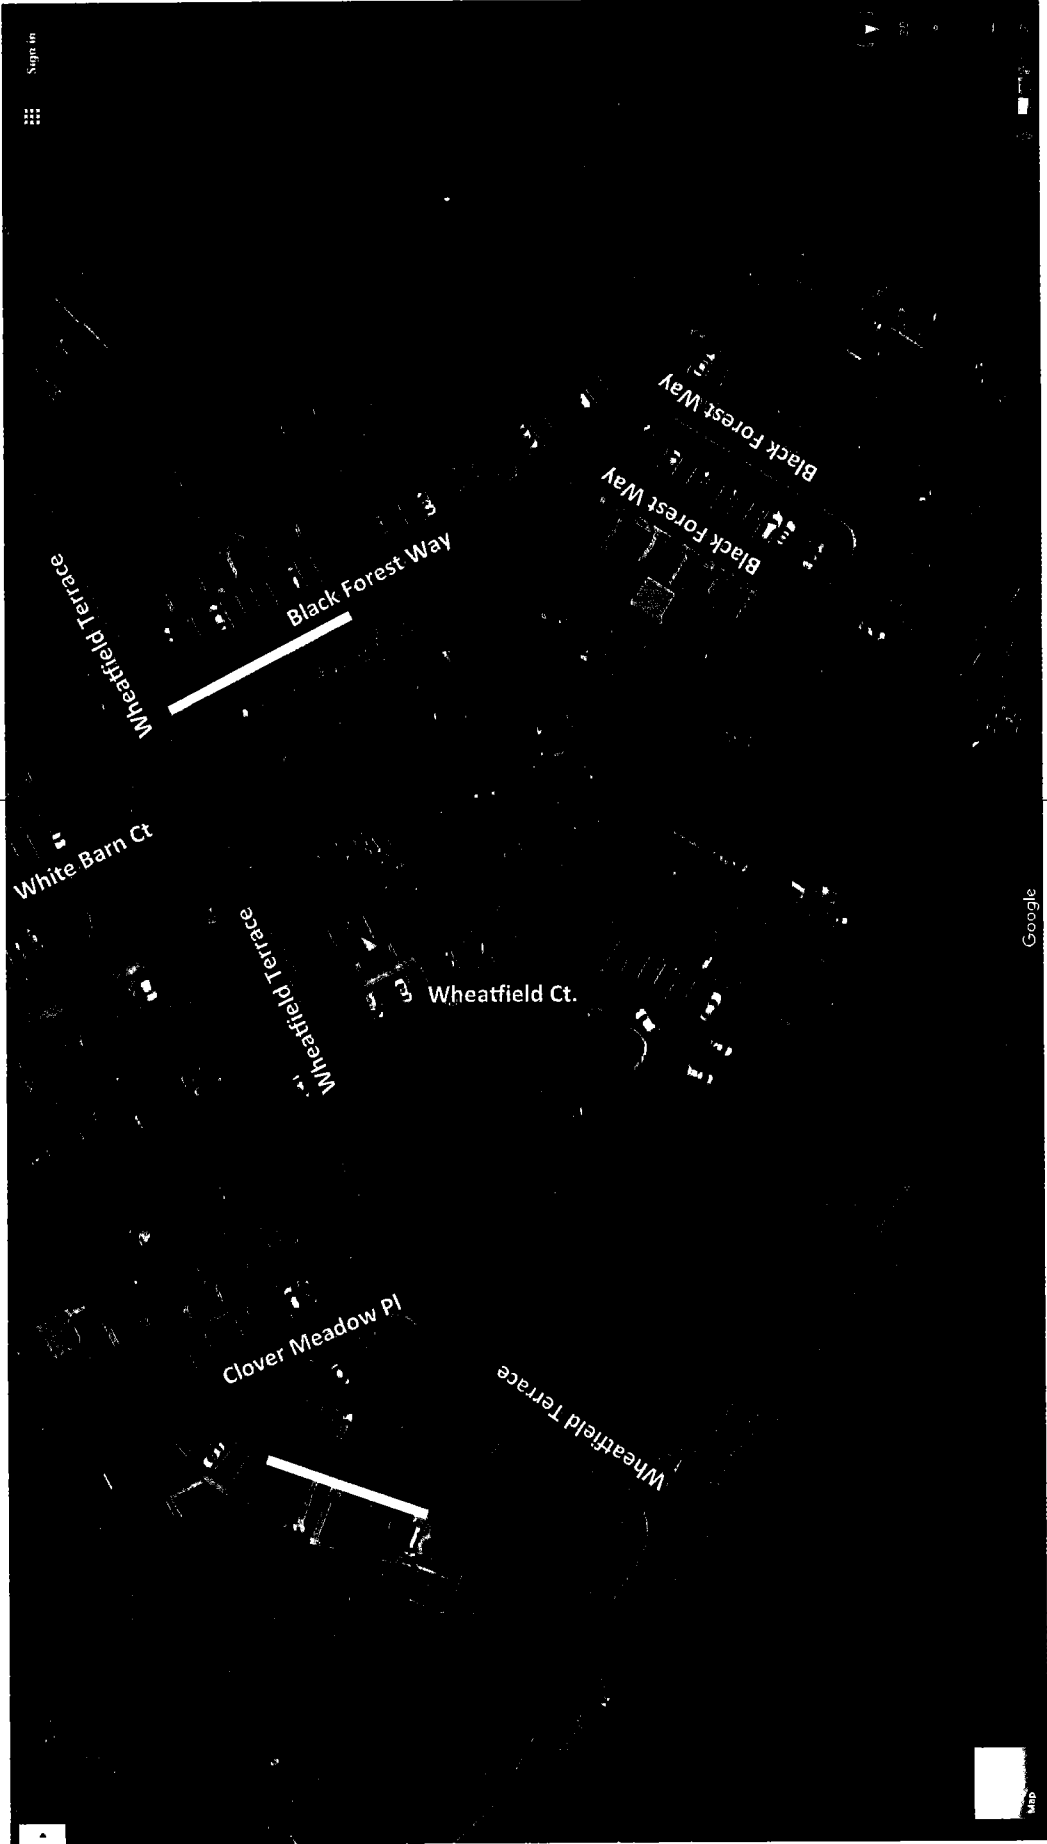 Sign in
Black Forest Way
Black Forest Way
Wheatfield Terrace
Black Forest Way
White Barn Ct
Wheatfield Terrace
Wheatfield Ct.
Google
Clover Meadow Pl
Wheatfield Terrace
Map